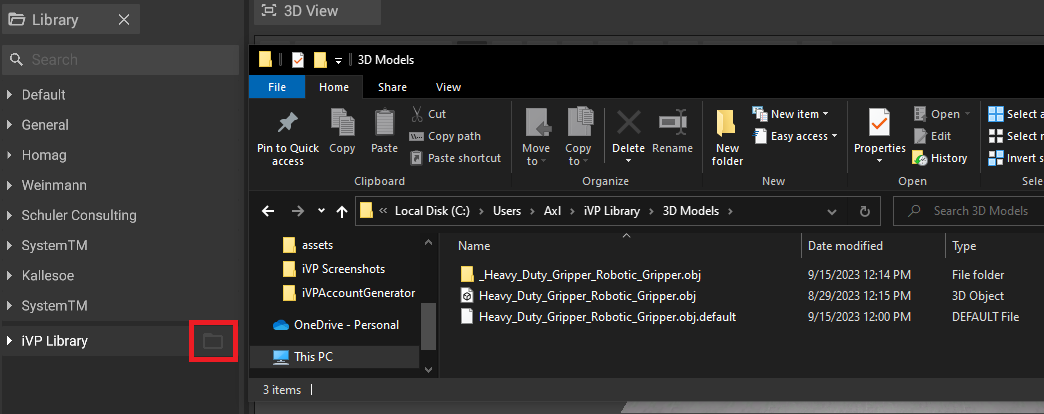 Library
3D View
Search
Default
General
Homag
Weinmann
Schuler Consulting
SystemTM
Kallesoe
SystemTM
iVP Library
3D Models
File Home Share View
Pin to Quick access
Copy
Paste
Cut
Copy path
Paste shortcut
Clipboard
Move to
Copy to
Delete
Rename
Organize
New folder
New item
Easy access
New
Properties
Open
Edit
History
Open
Select a
Select n
Invert s
Sele
Local Disk (C:) Users Axl iVP Library 3D Models
Search 3D Models
assets
iVP Screenshots
iVPAccountGenerator
OneDrive - Personal
This PC
Name Date modified Type
_Heavy_Duty_Gripper_Robotic_Gripper.obj 9/15/2023 12:14 PM File folder
Heavy_Duty_Gripper_Robotic_Gripper.obj 8/29/2023 12:15 PM 3D Object
Heavy_Duty_Gripper_Robotic_Gripper.obj.default 9/15/2023 12:00 PM DEFAULT File
3 items